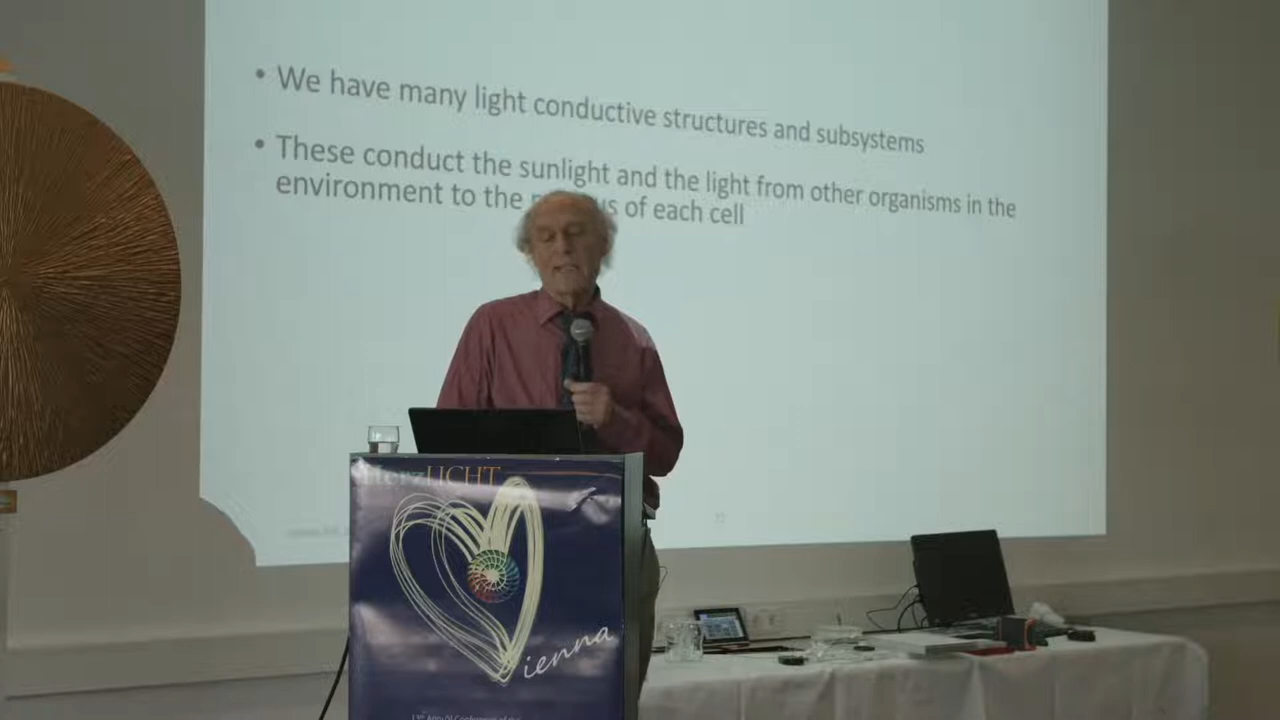 • We have many light conductive structures and subsystems
• These conduct the sunlight and the light from other organisms in the
environment to the of each cell
HerzLICHT
ienna